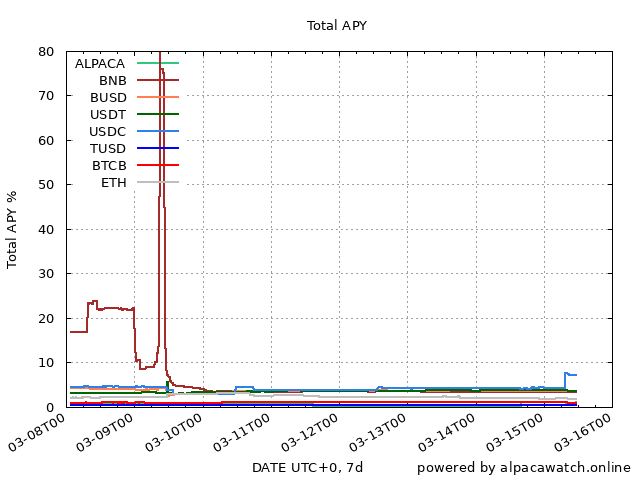 Total APY
80
70
60
50
40
30
20
10
0
Total APY %
ALPACA
BNB
BUSD
USDT
USDC
TUSD
BTCB
ETH
03-08T00
03-09T00
03-10T00
03-11T00
03-12T00
03-13T00
03-14T00
03-15T00
03-16T00
DATE UTC+0, 7d
powered by alpacawatch.online